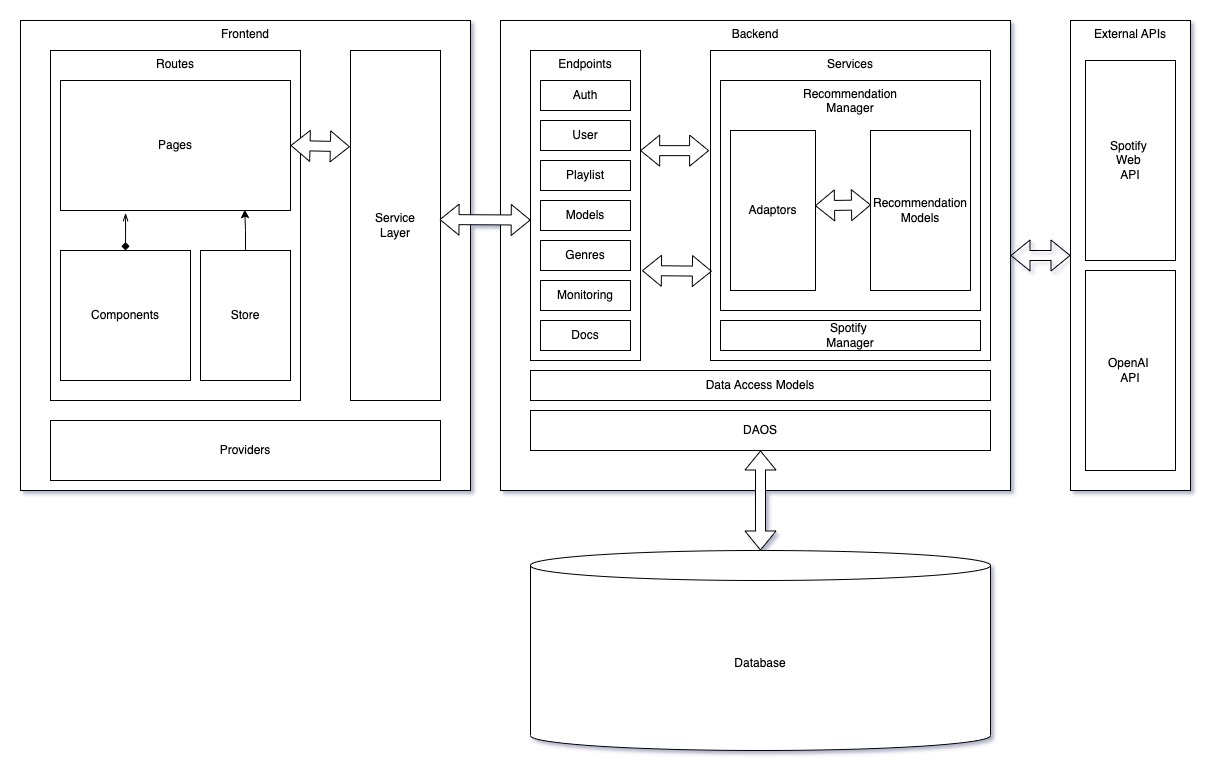 Frontend
Routes
Pages
Components
Store
Service
Layer
Providers
Backend
Endpoints
Auth
User
Playlist
Models
Genres
Monitoring
Docs
Services
Recommendation
Manager
Adaptors
Recommendation
Models
Spotify
Manager
Data Access Models
DAOS
External APIs
Spotify
Web
API
OpenAI
API
Database